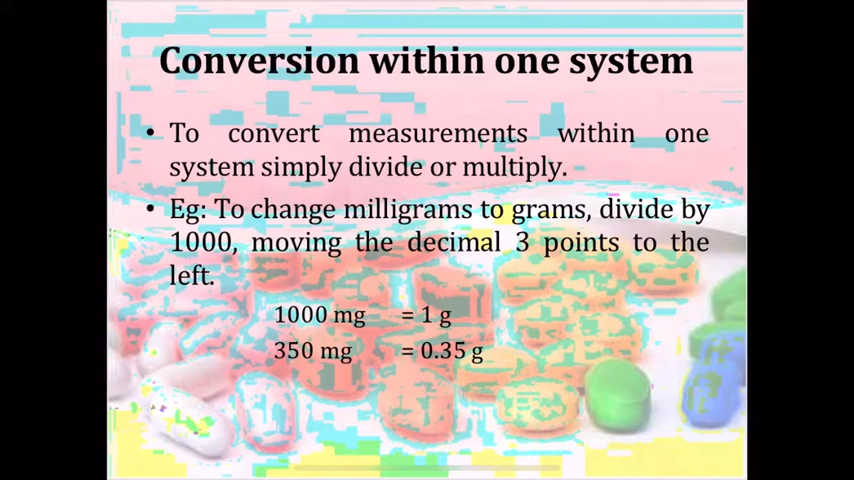 Conversion within one system
• To convert measurements within one
system simply divide or multiply.
• Eg: To change milligrams to grams, divide by
1000, moving the decimal 3 points to the
left.
1000 mg = 1 g
350 mg = 0.35 g